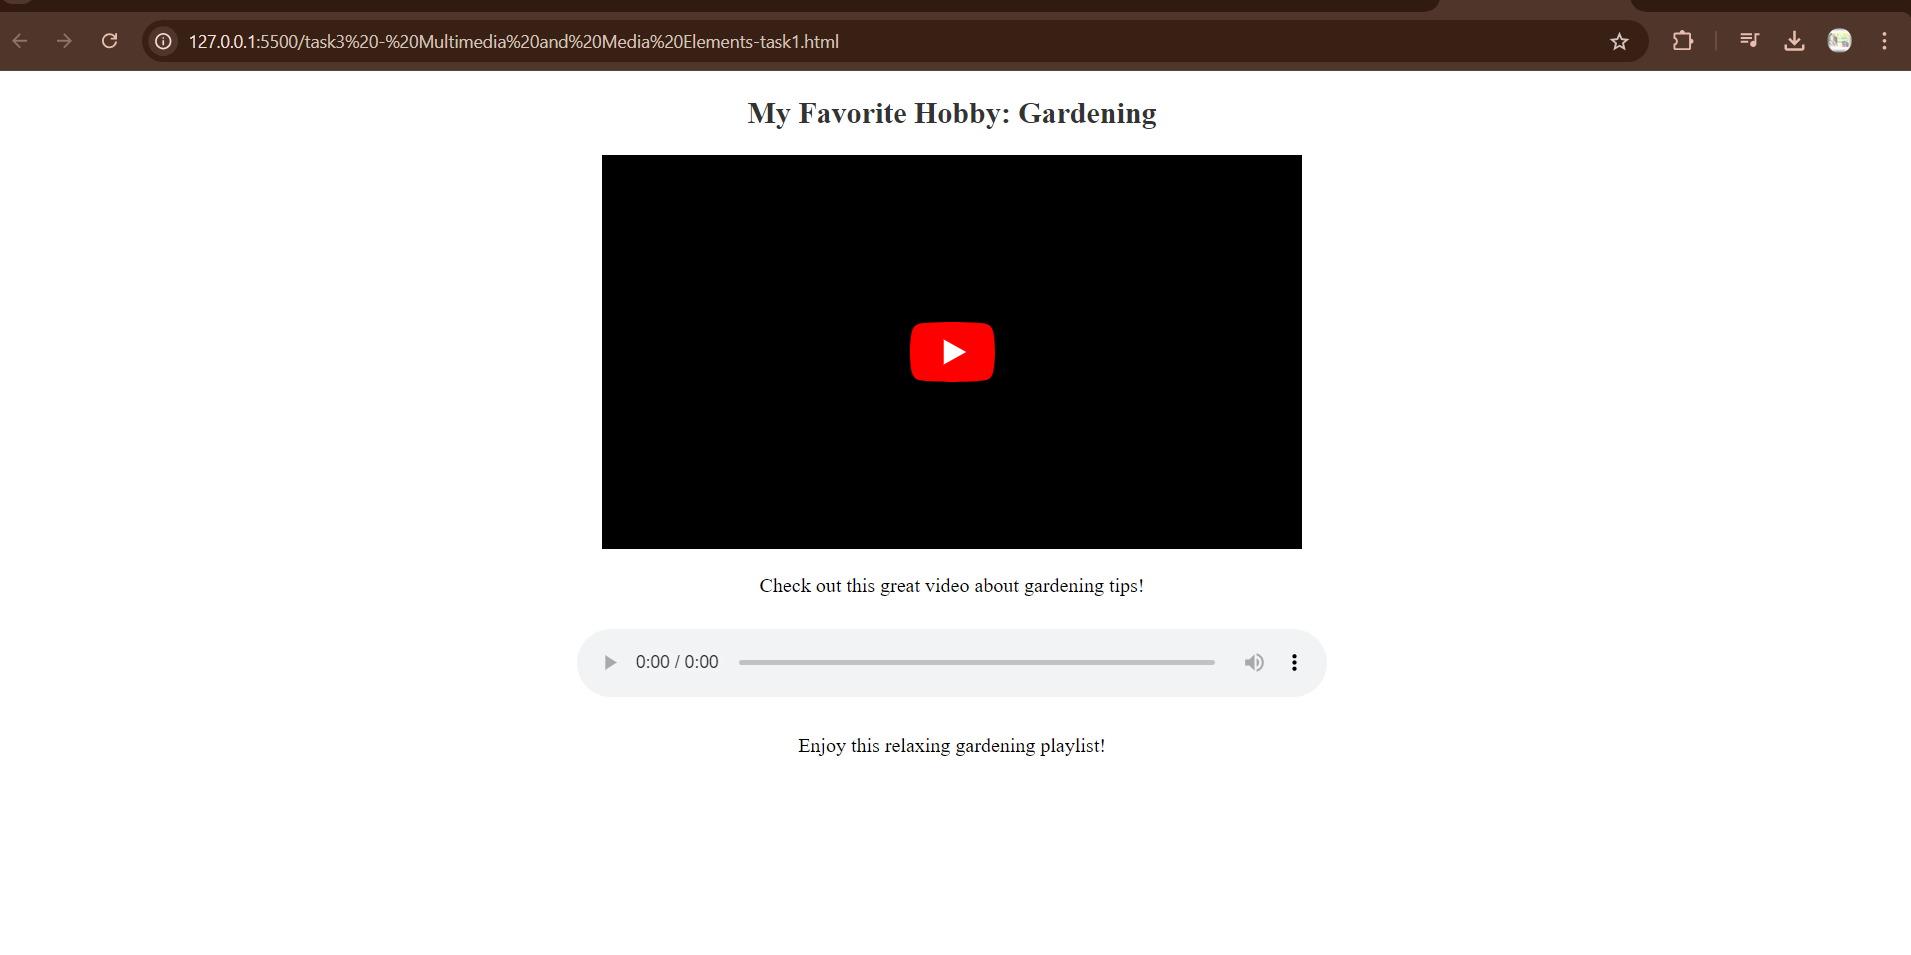 127.0.0.1:5500/task3%20-%20Multimedia%20and%20Media%20Elements-task1.html
My Favorite Hobby: Gardening
Check out this great video about gardening tips!
0:00 / 0:00
Enjoy this relaxing gardening playlist!